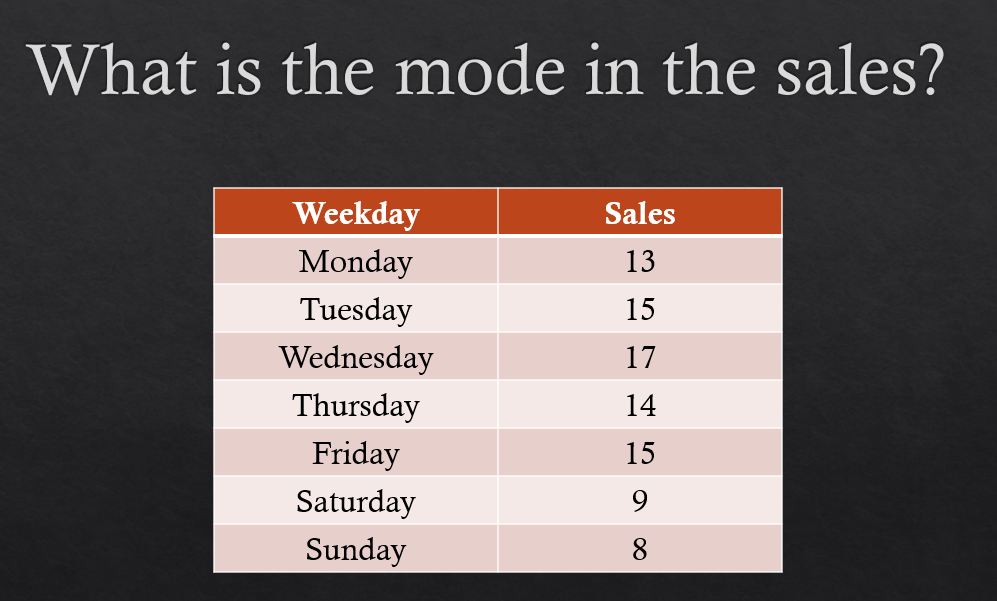 What is the mode in the sales?
Weekday Sales
Monday 13
Tuesday 15
Wednesday 17
Thursday 14
Friday 15
Saturday 9
Sunday 8